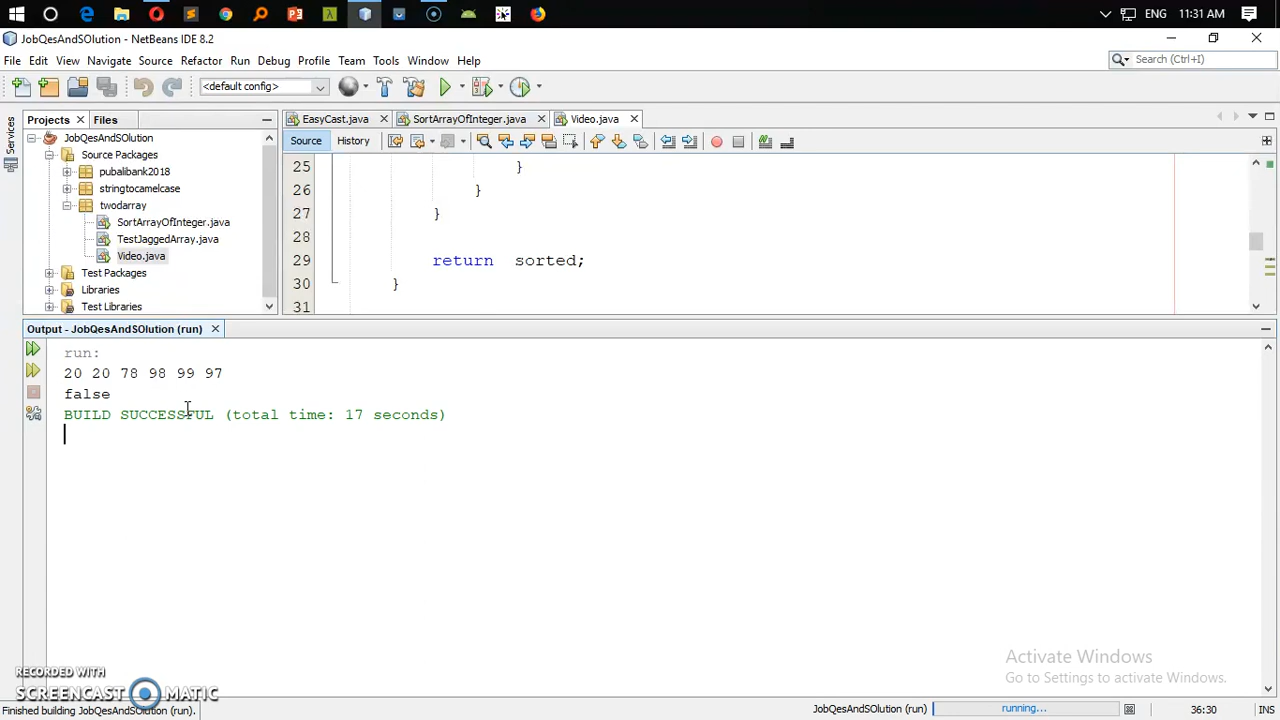 ENG 11:31 AM
JobQesAndSOlution - NetBeans IDE 8.2
File Edit View Navigate Source Refactor Run Debug Profile Team Tools Window Help
Search (Ctrl+I)
<default config>
Services
Projects Files
EasyCast.java SortArrayOfInteger.java Video.java
JobQesAndSOlution
Source Packages
pubalibank2018
stringtocamelcase
twodarray
SortArrayOfInteger.java
TestJaggedArray.java
Video.java
Test Packages
Libraries
Test Libraries
Source History
25 }
26 }
27 }
28
29 return sorted;
30 }
31
Output - JobQesAndSOlution (run)
run:
20 20 78 98 99 97
false
BUILD SUCCESSFUL (total time: 17 seconds)
Activate Windows
Go to Settings to activate Windows.
RECORDED WITH
SCREENCAST MATIC
Finished building JobQesAndSOlution (run).
JobQesAndSOlution (run) running... 36:30 INS